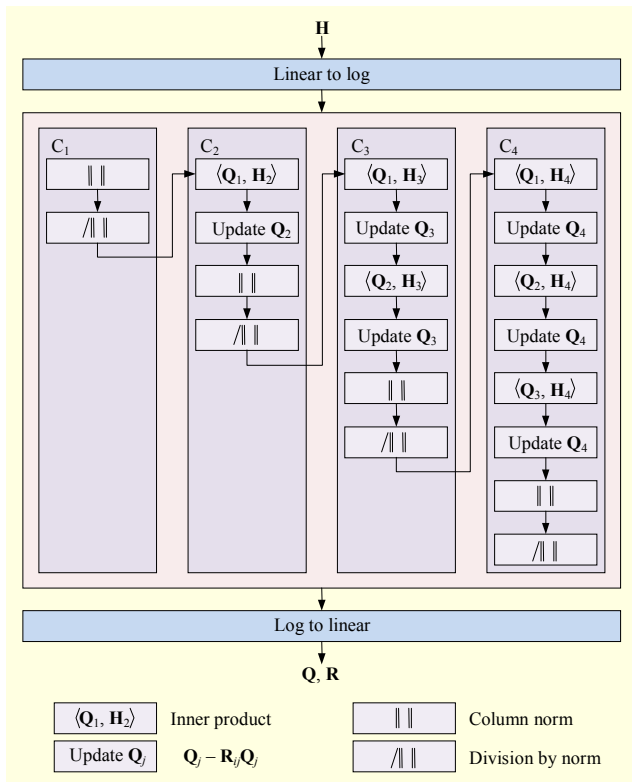 H
Linear to log
C₁
‖ ‖
/‖ ‖
C₂
⟨Q₁, H₂⟩
Update Q₂
‖ ‖
/‖ ‖
C₃
⟨Q₁, H₃⟩
Update Q₃
⟨Q₂, H₃⟩
Update Q₃
‖ ‖
/‖ ‖
C₄
⟨Q₁, H₄⟩
Update Q₄
⟨Q₂, H₄⟩
Update Q₄
⟨Q₃, H₄⟩
Update Q₄
‖ ‖
/‖ ‖
Log to linear
Q, R
⟨Q₁, H₂⟩ Inner product
‖ ‖ Column norm
Update Qⱼ Qⱼ − RᵢⱼQⱼ
/‖ ‖ Division by norm